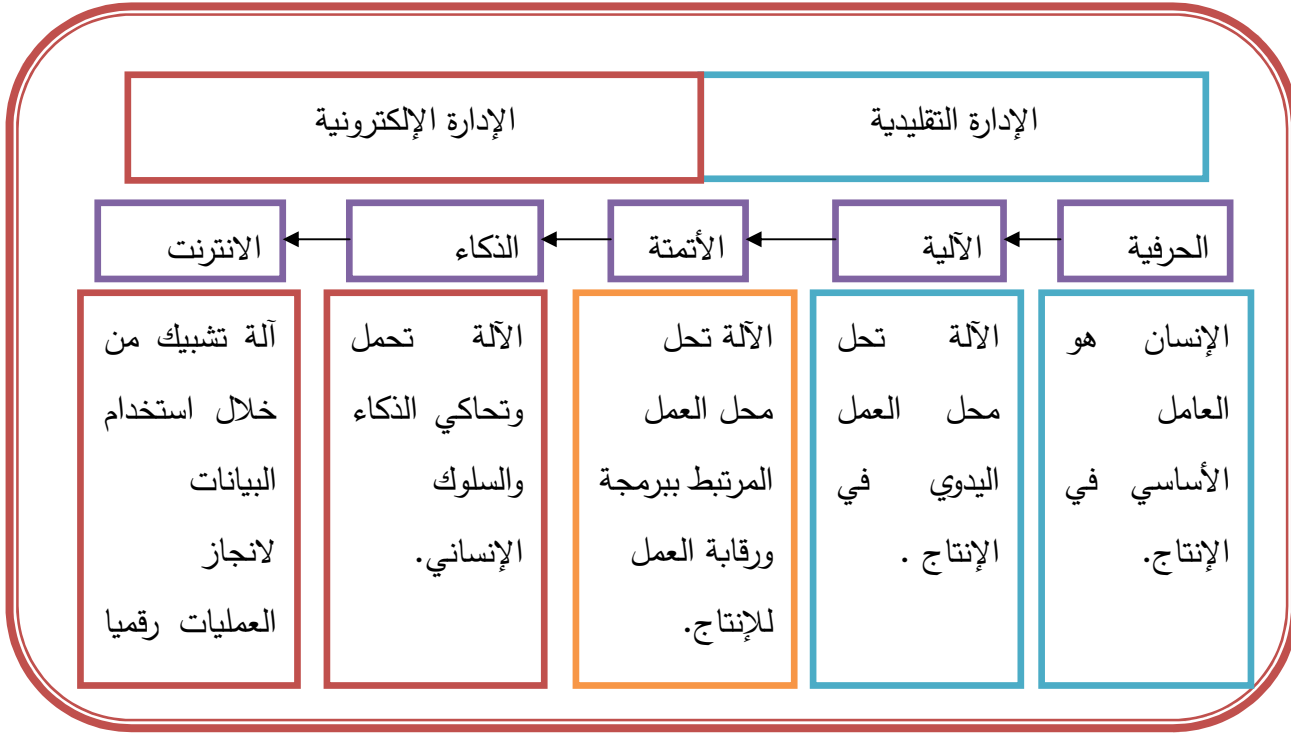 الإدارة التقليدية
الإدارة الإلكترونية
الحرفية
الآلية
الأتمتة
الذكاء
الانترنت
الإنسان هو
العامل
الأساسي في
الإنتاج.
الآلة تحل
محل العمل
اليدوي في
الإنتاج .
الآلة تحل
محل العمل
المرتبط ببرمجة
ورقابة العمل
للإنتاج.
الآلة تحمل
وتحاكي الذكاء
والسلوك
الإنساني.
آلة تشبيك من
خلال استخدام
البيانات
لانجاز
العمليات رقميا